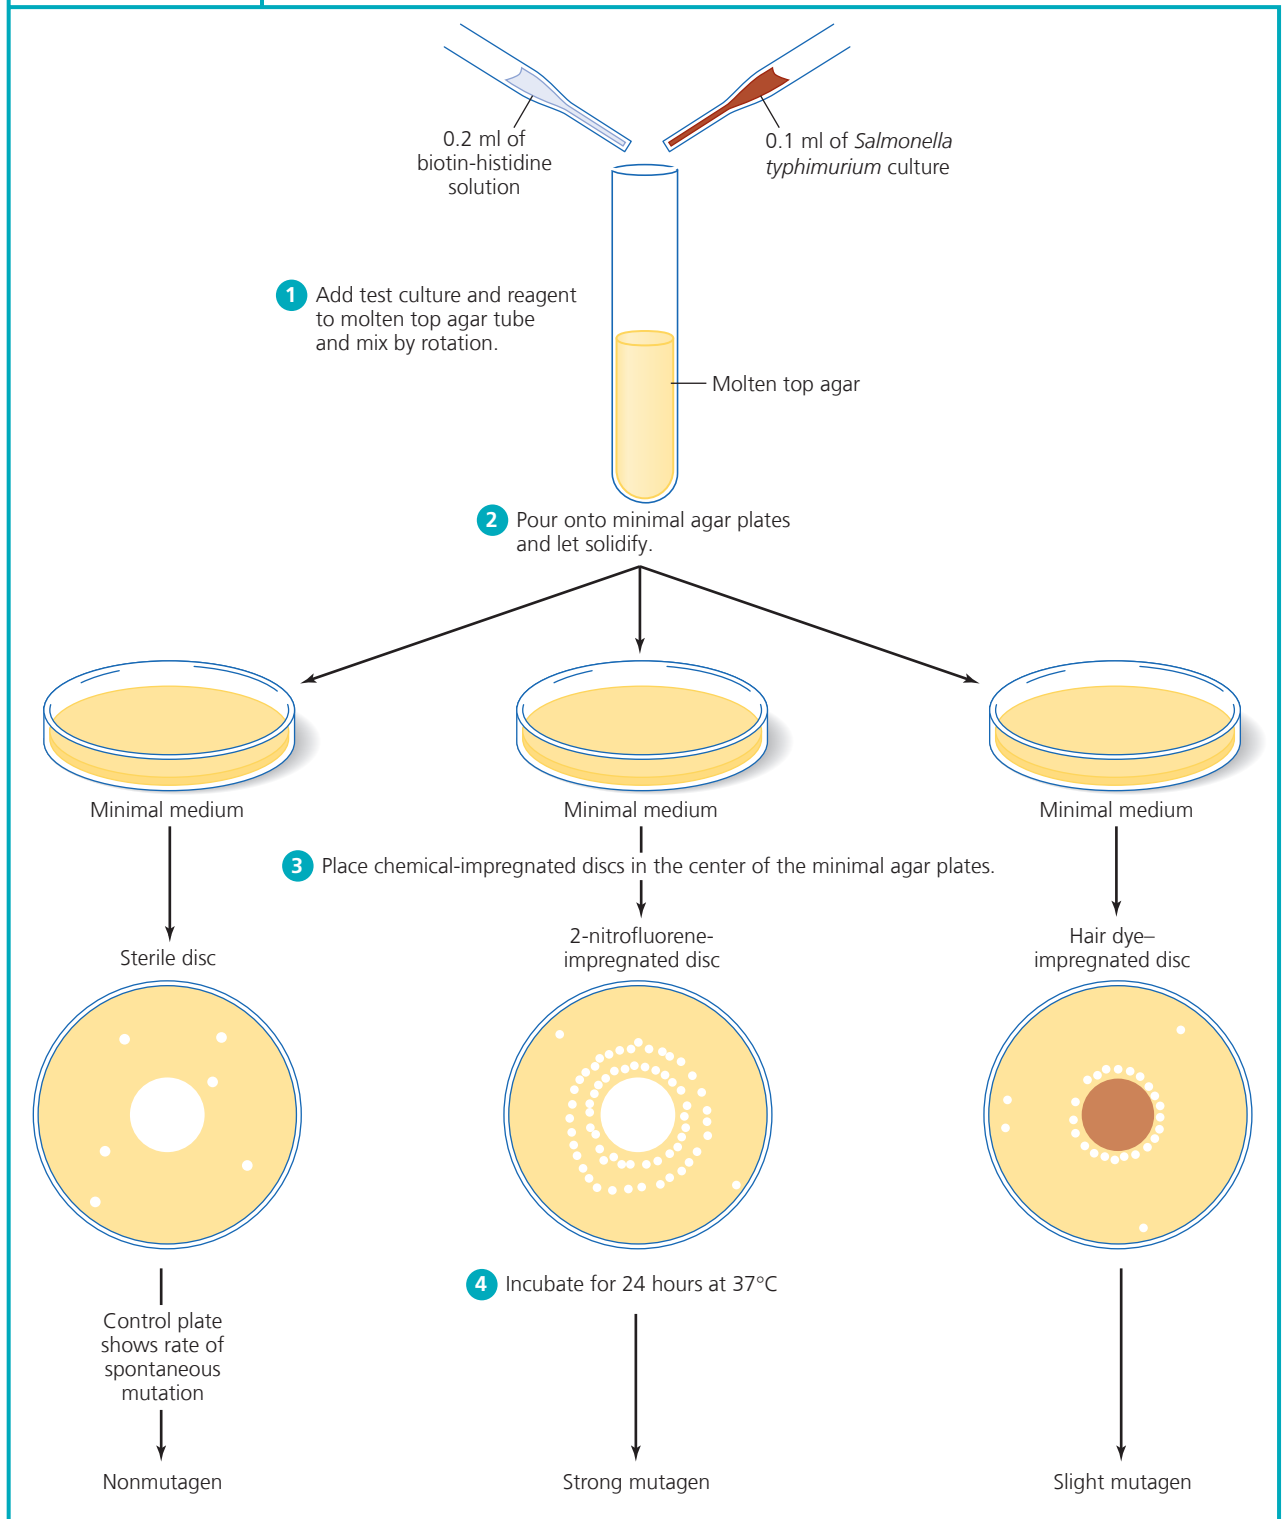 0.2 ml of
biotin-histidine
solution
0.1 ml of Salmonella
typhimurium culture
1 Add test culture and reagent
to molten top agar tube
and mix by rotation.
Molten top agar
2 Pour onto minimal agar plates
and let solidify.
Minimal medium
Minimal medium
Minimal medium
3 Place chemical-impregnated discs in the center of the minimal agar plates.
Sterile disc
2-nitrofluorene-
impregnated disc
Hair dye–
impregnated disc
4 Incubate for 24 hours at 37°C
Control plate
shows rate of
spontaneous
mutation
Nonmutagen
Strong mutagen
Slight mutagen